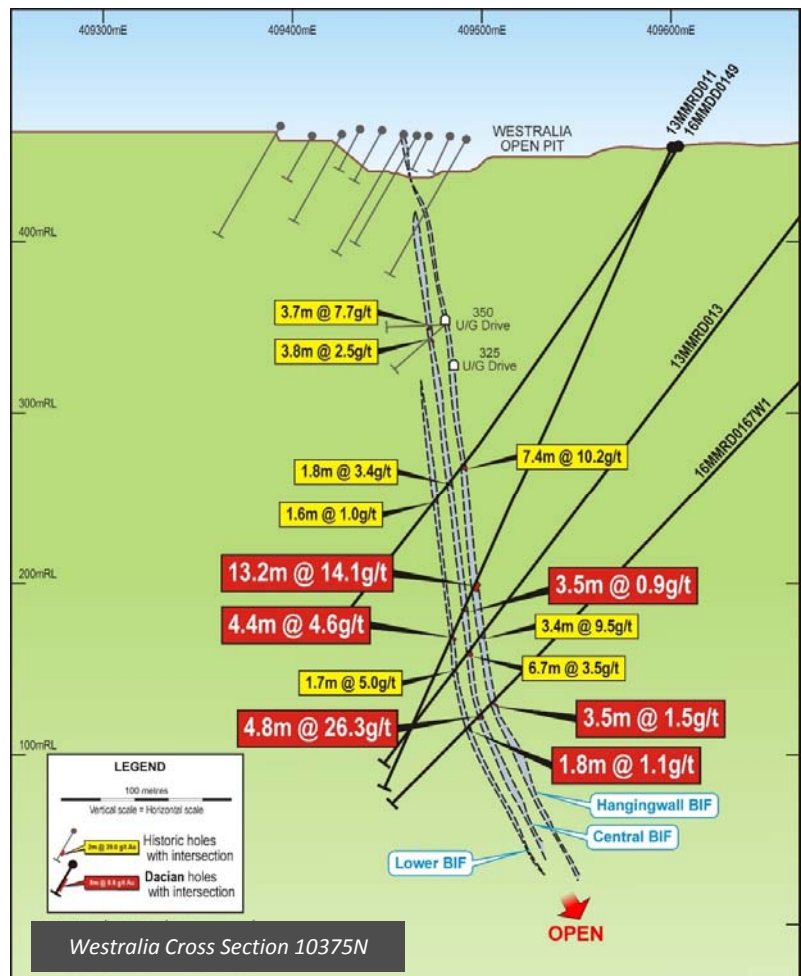 409300mE
409400mE
409500mE
409600mE
13MMRD011
16MMDD0149
WESTRALIA
OPEN PIT
400mRL
3.7m @ 7.7g/t
350
U/G Drive
3.8m @ 2.5g/t
325
U/G Drive
13MMRD013
300mRL
16MMRD0167W1
7.4m @ 10.2g/t
1.8m @ 3.4g/t
1.6m @ 1.0g/t
13.2m @ 14.1g/t
200mRL
3.5m @ 0.9g/t
4.4m @ 4.6g/t
3.4m @ 9.5g/t
6.7m @ 3.5g/t
1.7m @ 5.0g/t
3.5m @ 1.5g/t
4.8m @ 26.3g/t
100mRL
1.8m @ 1.1g/t
LEGEND
100 metres
Vertical scale = Horizontal scale
Historic holes
with intersection
Dacian holes
with intersection
Hangingwall BIF
Central BIF
Lower BIF
OPEN
Westralia Cross Section 10375N